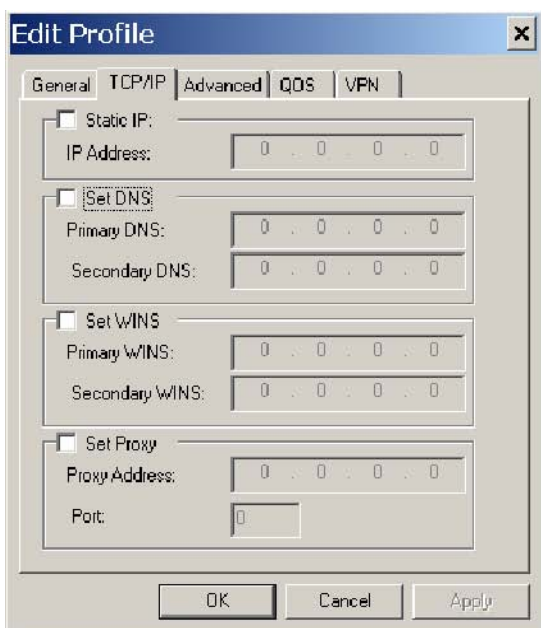 Edit Profile
General TCP/IP Advanced QOS VPN
Static IP:
IP Address: 0 . 0 . 0 . 0
Set DNS
Primary DNS: 0 . 0 . 0 . 0
Secondary DNS: 0 . 0 . 0 . 0
Set WINS
Primary WINS: 0 . 0 . 0 . 0
Secondary WINS: 0 . 0 . 0 . 0
Set Proxy
Proxy Address: 0 . 0 . 0 . 0
Port: 0
OK Cancel Apply